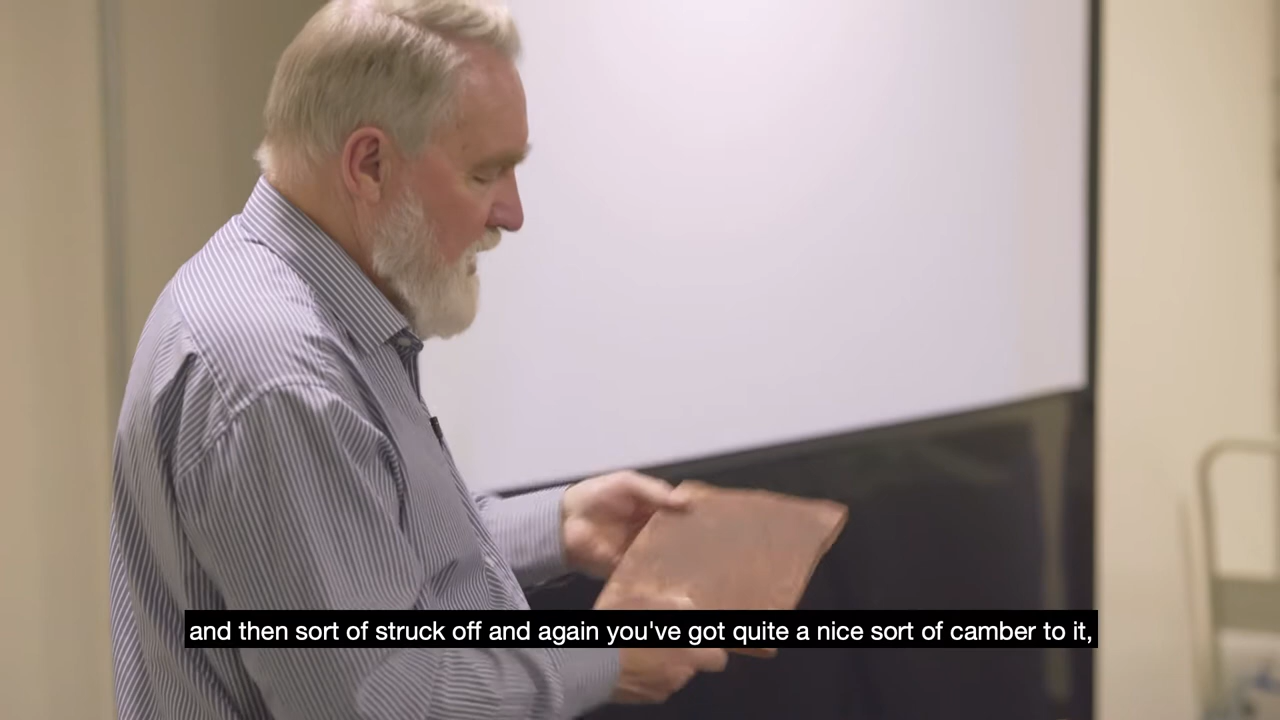 and then sort of struck off and again you've got quite a nice sort of camber to it,